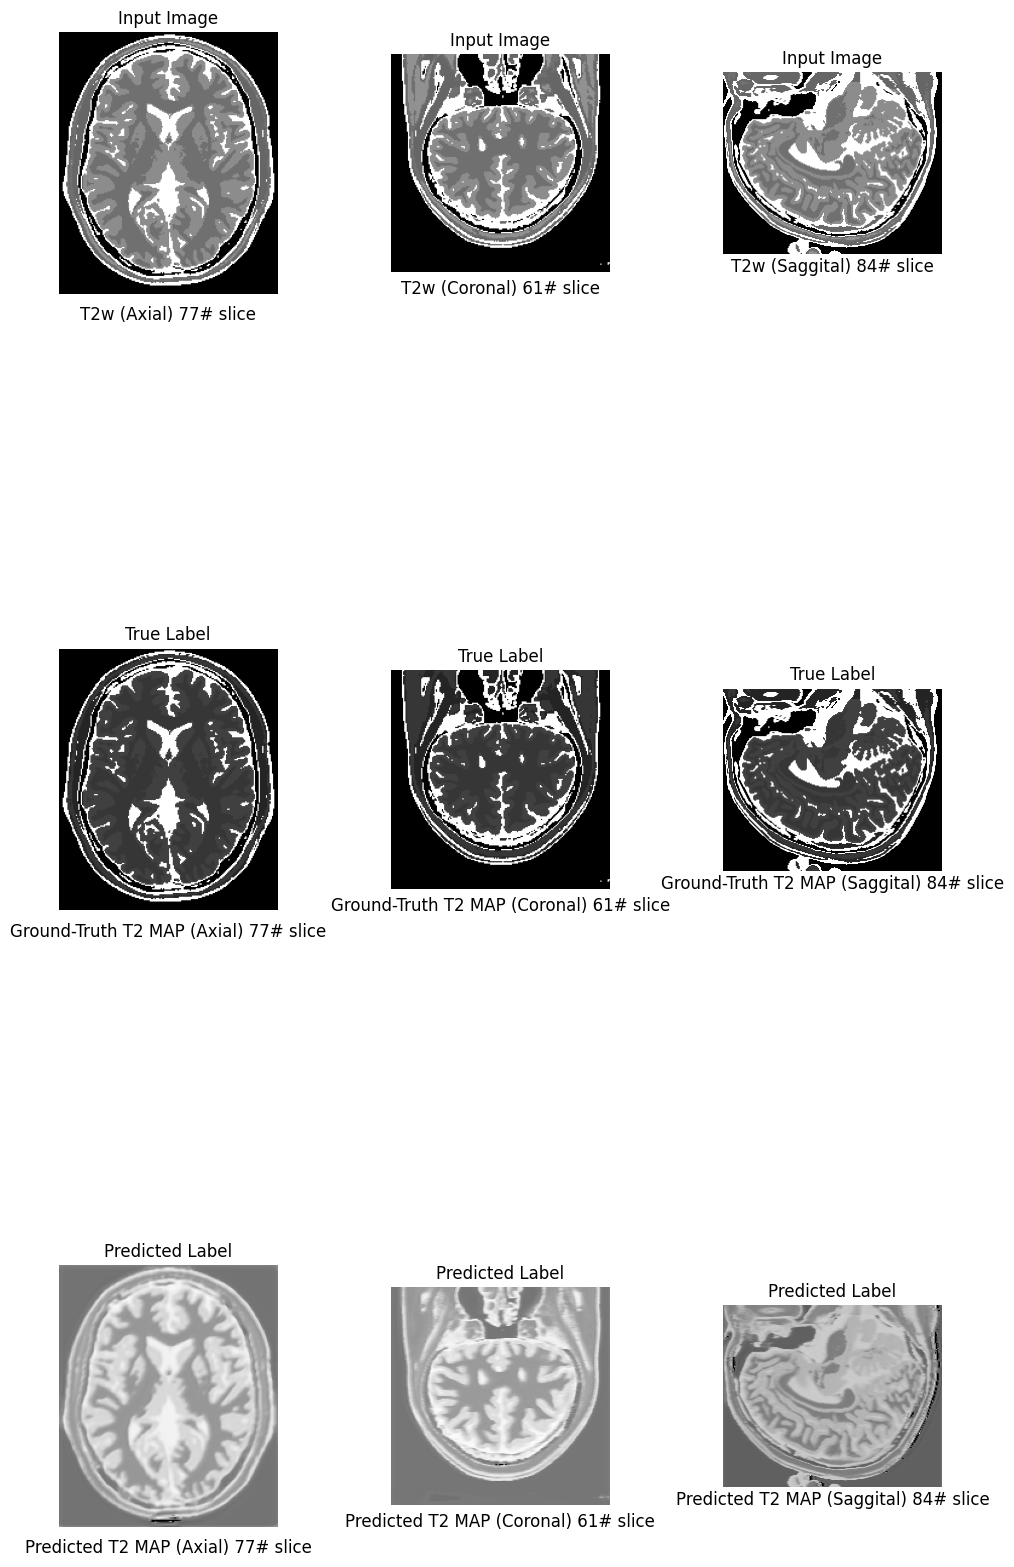 Input Image
Input Image
Input Image
T2w (Axial) 77# slice
T2w (Coronal) 61# slice
T2w (Saggital) 84# slice
True Label
True Label
True Label
Ground-Truth T2 MAP (Axial) 77# slice
Ground-Truth T2 MAP (Coronal) 61# slice
Ground-Truth T2 MAP (Saggital) 84# slice
Predicted Label
Predicted Label
Predicted Label
Predicted T2 MAP (Axial) 77# slice
Predicted T2 MAP (Coronal) 61# slice
Predicted T2 MAP (Saggital) 84# slice